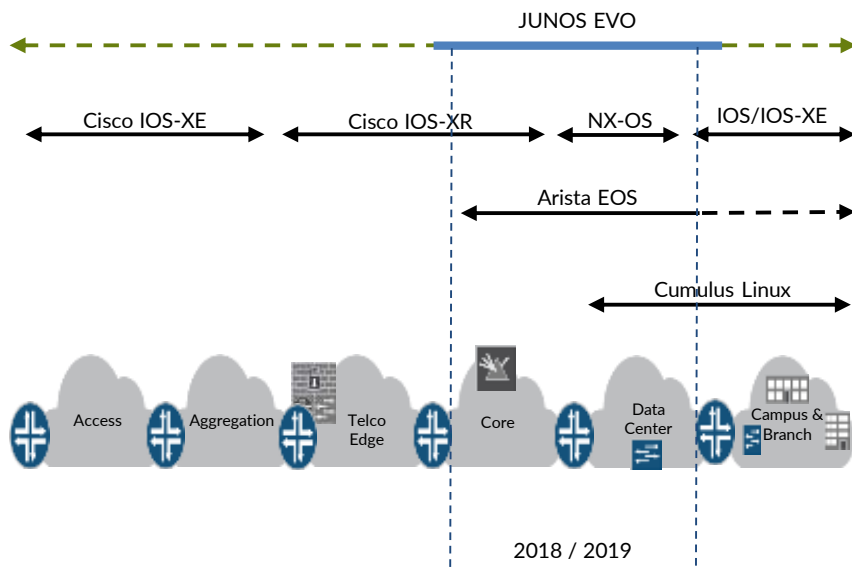 JUNOS EVO
Cisco IOS-XE
Cisco IOS-XR
NX-OS
IOS/IOS-XE
Arista EOS
Cumulus Linux
Access
Aggregation
Telco
Edge
Core
Data
Center
Campus &
Branch
2018 / 2019